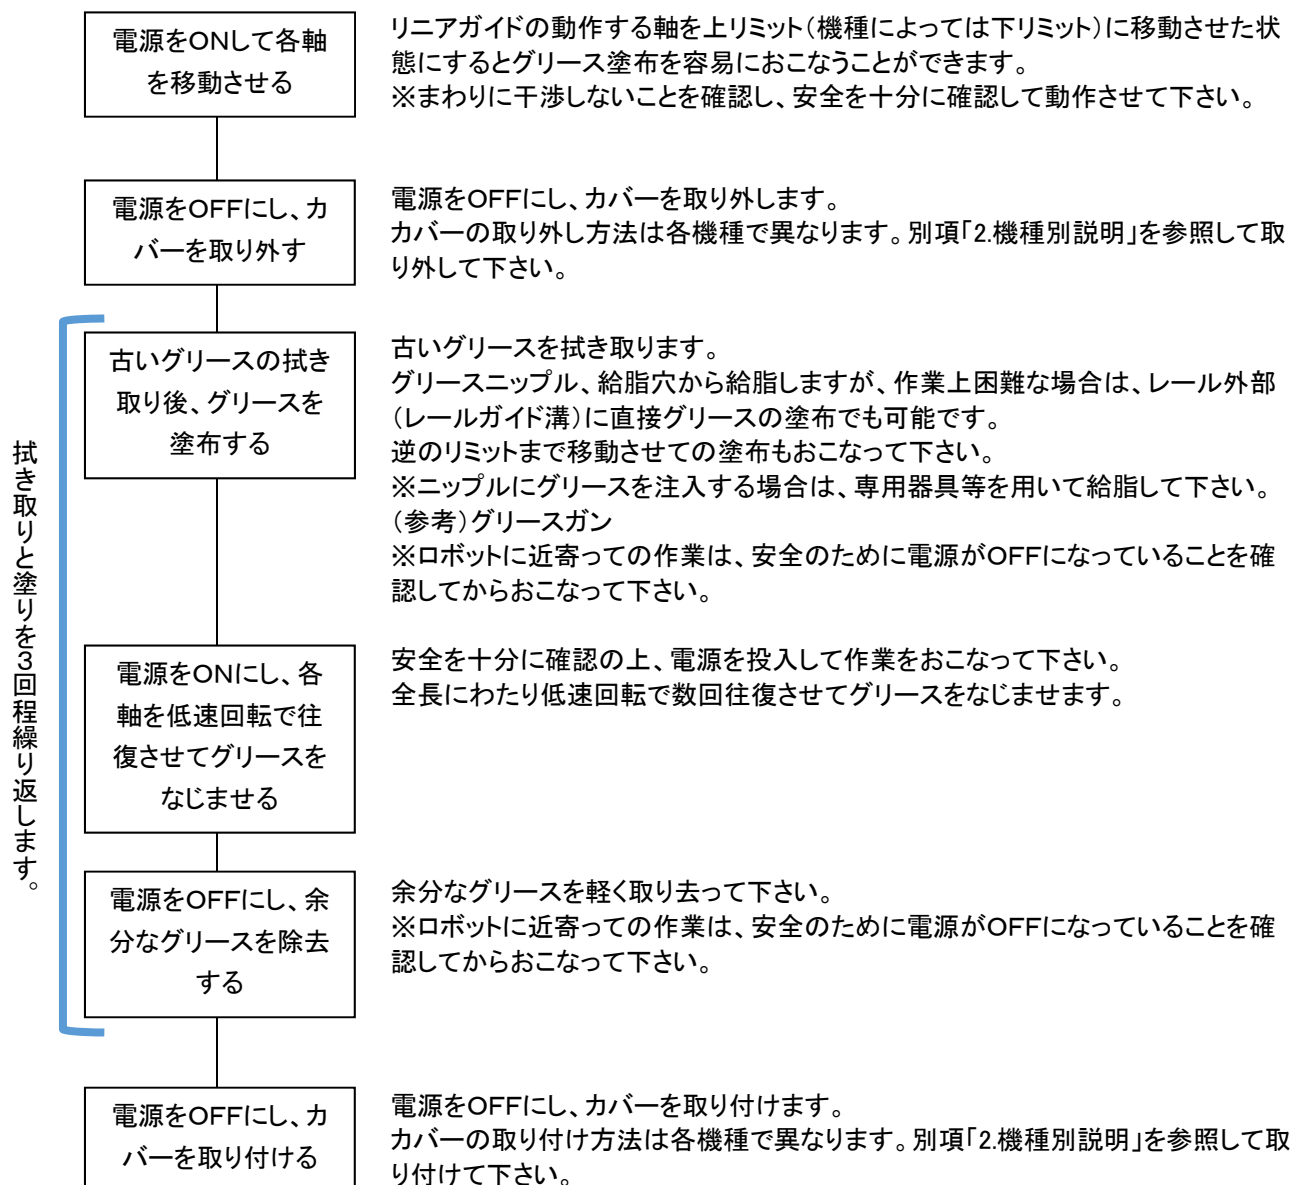 電源をONして各軸
を移動させる
リニアガイドの動作する軸を上リミット(機種によっては下リミット)に移動させた状
態にするとグリース塗布を容易におこなうことができます。
※まわりに干渉しないことを確認し、安全を十分に確認して動作させて下さい。
電源をOFFにし、カ
バーを取り外す
電源をOFFにし、カバーを取り外します。
カバーの取り外し方法は各機種で異なります。別項「2.機種別説明」を参照して取
り外して下さい。
拭き取りと塗りを3回程繰り返します。
古いグリースの拭き
取り後、グリースを
塗布する
古いグリースを拭き取ります。
グリースニップル、給脂穴から給脂しますが、作業上困難な場合は、レール外部
(レールガイド溝)に直接グリースの塗布でも可能です。
逆のリミットまで移動させての塗布もおこなって下さい。
※ニップルにグリースを注入する場合は、専用器具等を用いて給脂して下さい。
(参考)グリースガン
※ロボットに近寄っての作業は、安全のために電源がOFFになっていることを確
認してからおこなって下さい。
電源をONにし、各
軸を低速回転で往
復させてグリースを
なじませる
安全を十分に確認の上、電源を投入して作業をおこなって下さい。
全長にわたり低速回転で数回往復させてグリースをなじませます。
電源をOFFにし、余
分なグリースを除去
する
余分なグリースを軽く取り去って下さい。
※ロボットに近寄っての作業は、安全のために電源がOFFになっていることを確
認してからおこなって下さい。
電源をOFFにし、カ
バーを取り付ける
電源をOFFにし、カバーを取り付けます。
カバーの取り付け方法は各機種で異なります。別項「2.機種別説明」を参照して取
り付けて下さい。